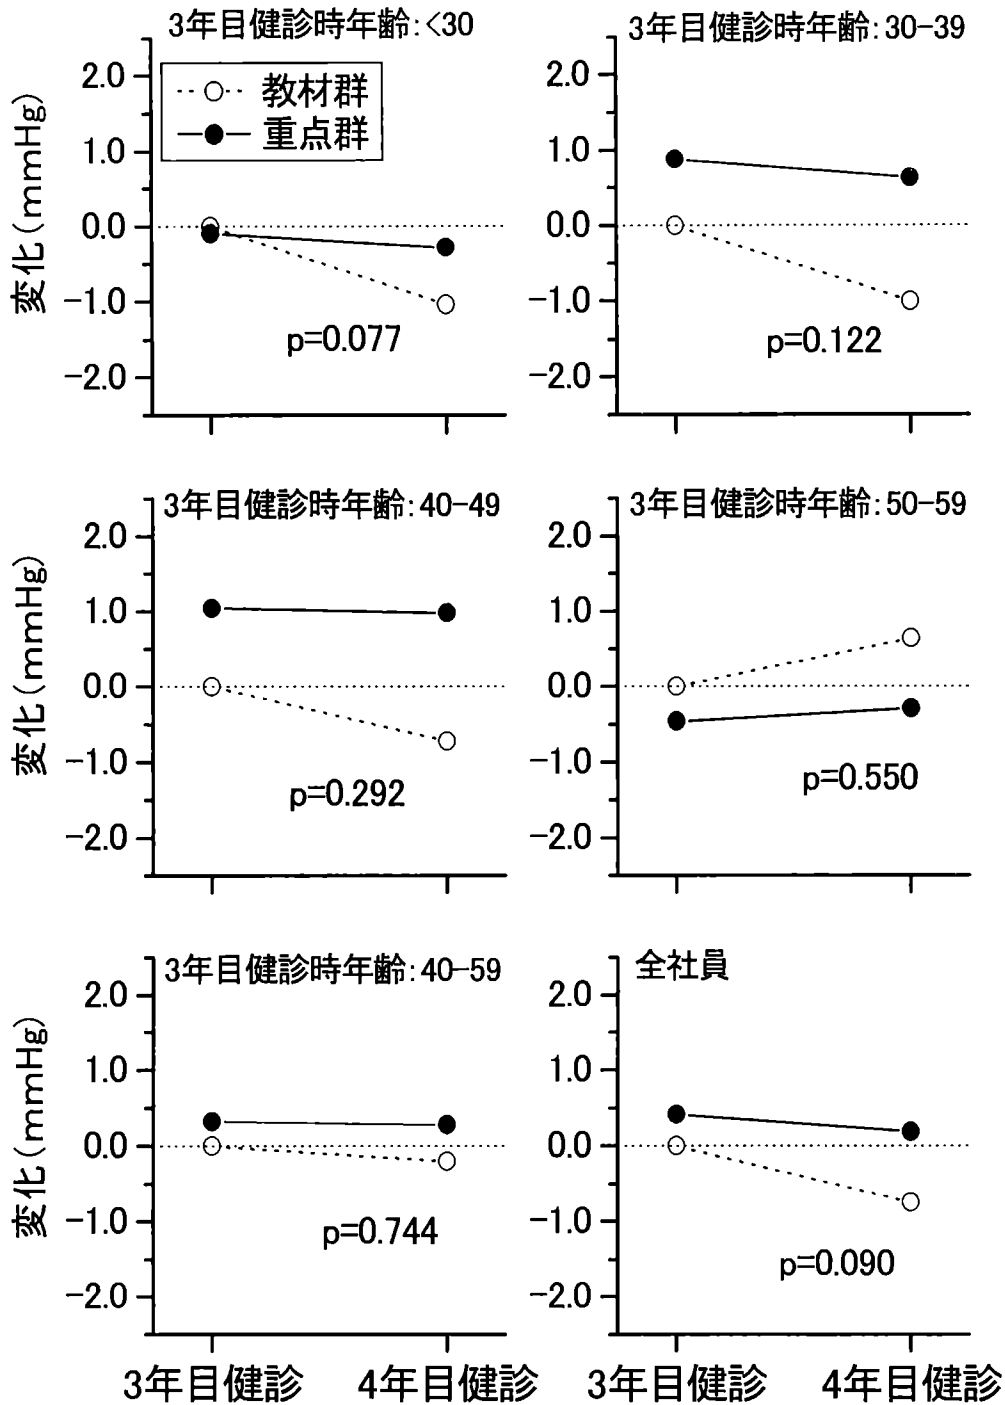 3年目健診時年齢:<30
2.0
1.0
0.0
−1.0
−2.0
変化(mmHg)
教材群
重点群
p=0.077
3年目健診時年齢:30−39
2.0
1.0
0.0
−1.0
−2.0
p=0.122
3年目健診時年齢:40−49
2.0
1.0
0.0
−1.0
−2.0
変化(mmHg)
p=0.292
3年目健診時年齢:50−59
2.0
1.0
0.0
−1.0
−2.0
p=0.550
3年目健診時年齢:40−59
2.0
1.0
0.0
−1.0
−2.0
変化(mmHg)
p=0.744
3年目健診 4年目健診
全社員
2.0
1.0
0.0
−1.0
−2.0
p=0.090
3年目健診 4年目健診